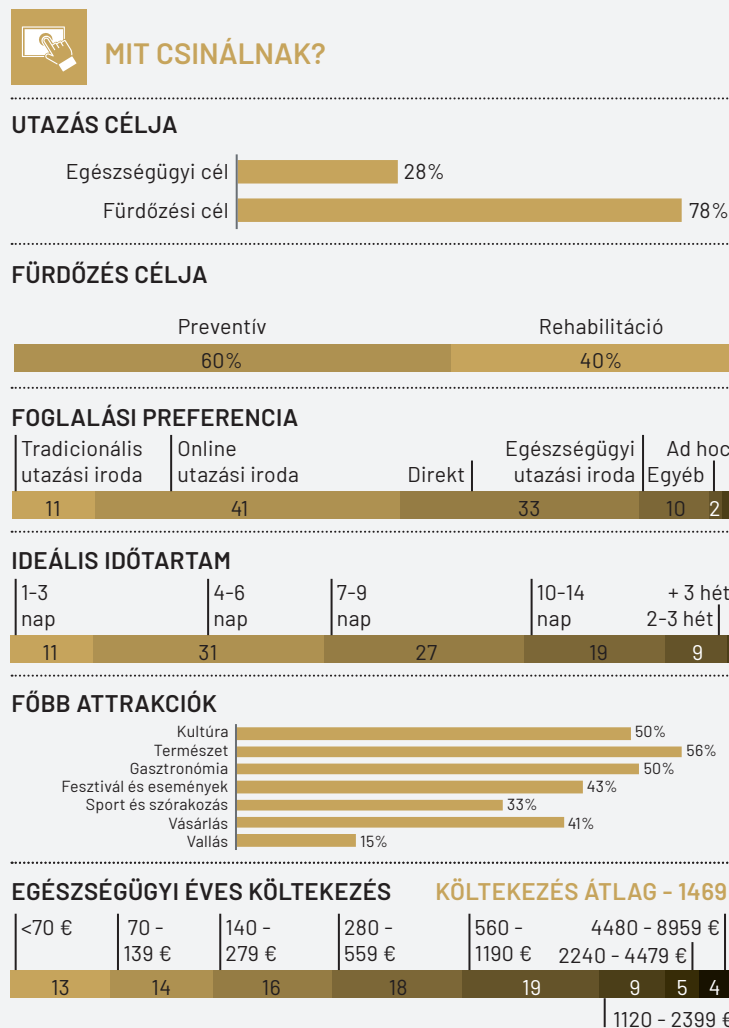 MIT CSINÁLNAK?
UTAZÁS CÉLJA
Egészségügyi cél 28%
Fürdőzési cél 78%
FÜRDŐZÉS CÉLJA
Preventív Rehabilitáció
60% 40%
FOGLALÁSI PREFERENCIA
Tradicionális Online Egészségügyi Ad hoc
utazási iroda utazási iroda Direkt utazási iroda Egyéb
11 41 33 10 2
IDEÁLIS IDŐTARTAM
1-3 4-6 7-9 10-14 + 3 hét
nap nap nap nap 2-3 hét
11 31 27 19 9
FŐBB ATTRAKCIÓK
Kultúra 50%
Természet 56%
Gasztronómia 50%
Fesztivál és események 43%
Sport és szórakozás 33%
Vásárlás 41%
Vallás 15%
EGÉSZSÉGÜGYI ÉVES KÖLTEKEZÉS KÖLTEKEZÉS ÁTLAG - 1469
<70 € 70 - 140 - 280 - 560 - 4480 - 8959 €
139 € 279 € 559 € 1190 € 2240 - 4479 €
13 14 16 18 19 9 5 4
1120 - 2399 €